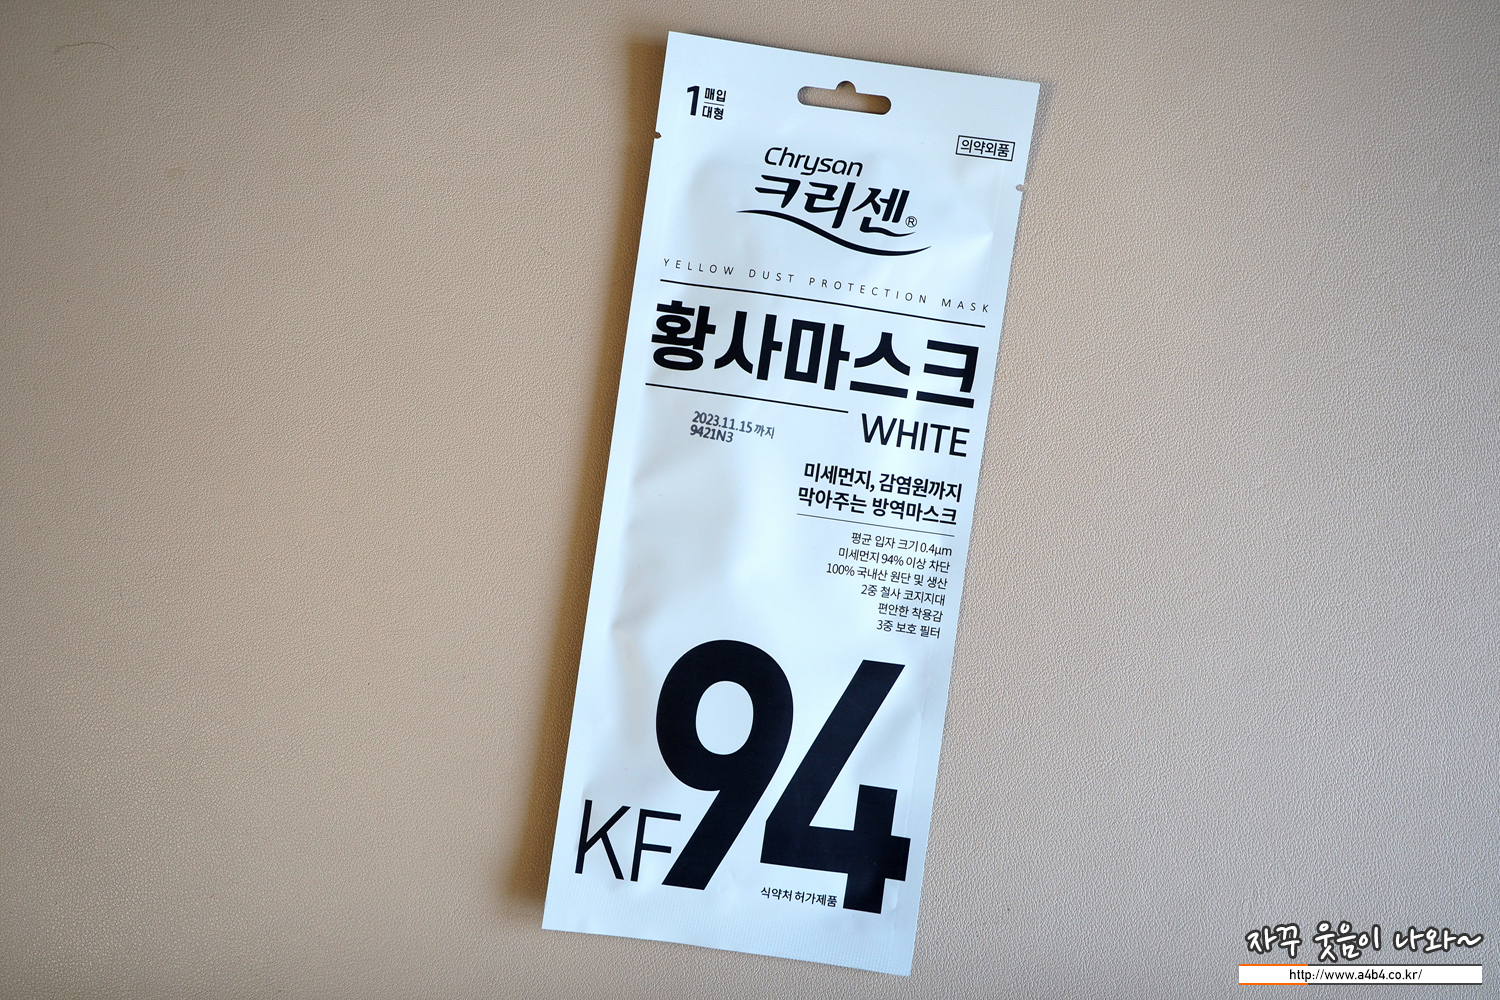 1 매입
대형
의약외품
Chrysan
크리센®
YELLOW DUST PROTECTION MASK
황사마스크
WHITE
2023.11.15 까지
9421N3
미세먼지, 감염원까지
막아주는 방역마스크
평균 입자 크기 0.4μm
미세먼지 94% 이상 차단
100% 국내산 원단 및 생산
2중 철사 코지지대
편안한 착용감
3중 보호 필터
KF94
식약처 허가제품
자꾸 웃음이 나와~
http://www.a4b4.co.kr/